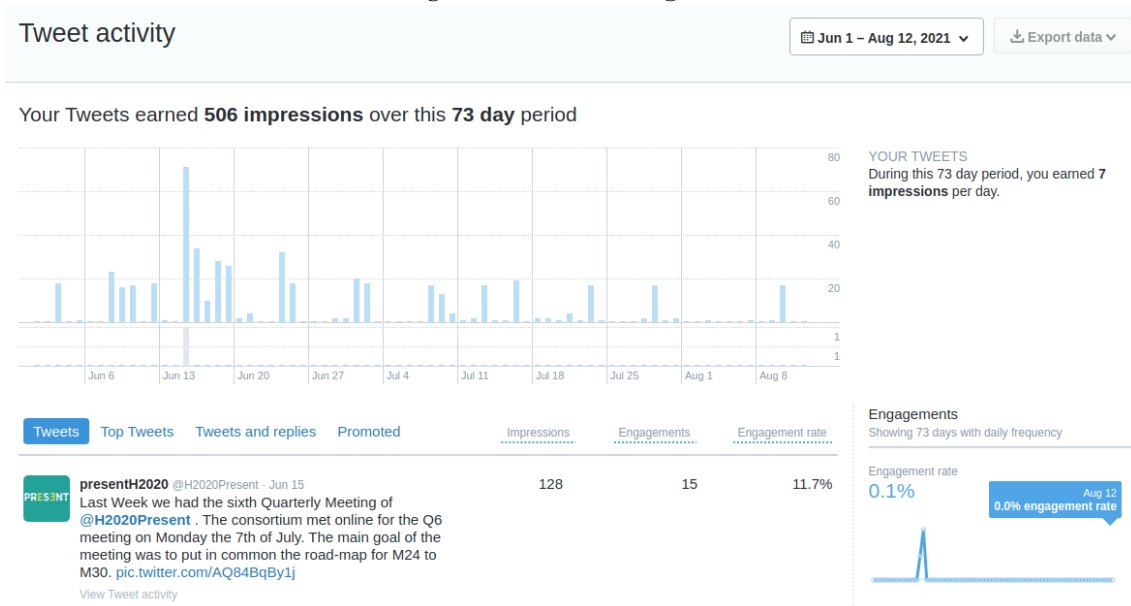 Tweet activity
Jun 1 – Aug 12, 2021
Export data
Your Tweets earned 506 impressions over this 73 day period
80
60
40
20
1
1
Jun 6
Jun 13
Jun 20
Jun 27
Jul 4
Jul 11
Jul 18
Jul 25
Aug 1
Aug 8
YOUR TWEETS
During this 73 day period, you earned 7
impressions per day.
Tweets Top Tweets Tweets and replies Promoted Impressions Engagements Engagement rate
PRESƎNT
presentH2020 @H2020Present · Jun 15 128 15 11.7%
Last Week we had the sixth Quarterly Meeting of
@H2020Present . The consortium met online for the Q6
meeting on Monday the 7th of July. The main goal of the
meeting was to put in common the road-map for M24 to
M30. pic.twitter.com/AQ84BqBy1j
View Tweet activity
Engagements
Showing 73 days with daily frequency
Engagement rate
0.1%
Aug 12
0.0% engagement rate